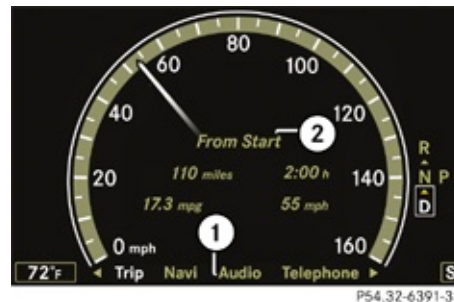 80
60
100
40
120
From Start
2
R
110 miles
2:00 h
N P
20
140
17.3 mpg
55 mph
D
1
0 mph
160
72°F
Trip Navi Audio Telephone
S
P54.32-6391-3